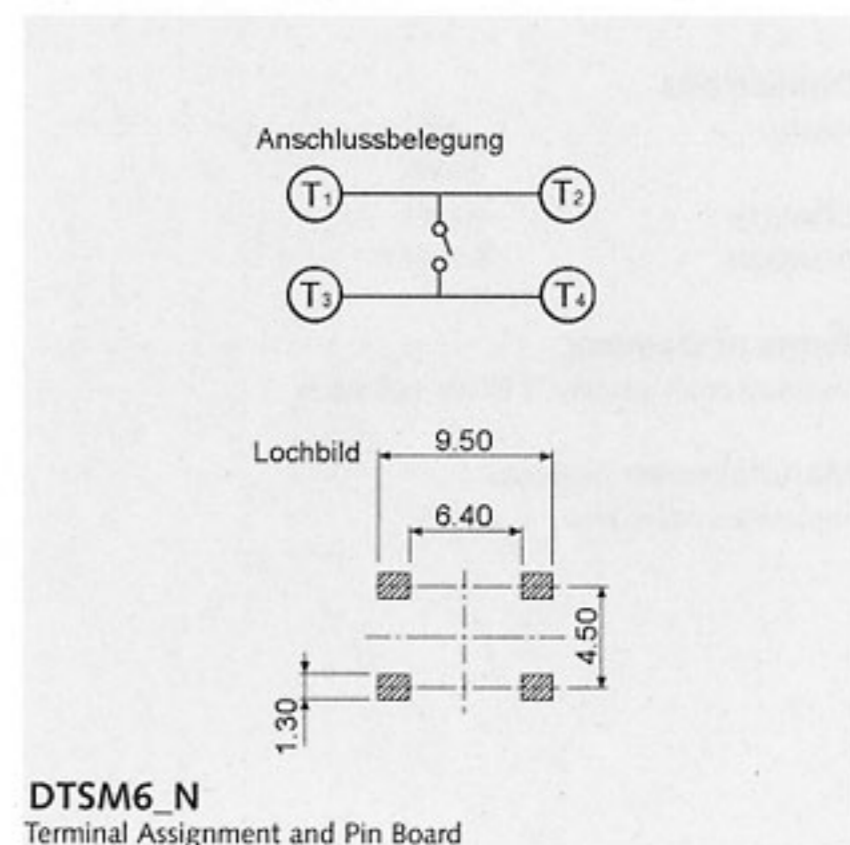 Anschlussbelegung
T1 T2
T3 T4
Lochbild
9.50
6.40
4.50
1.30
DTSM6_N
Terminal Assignment and Pin Board